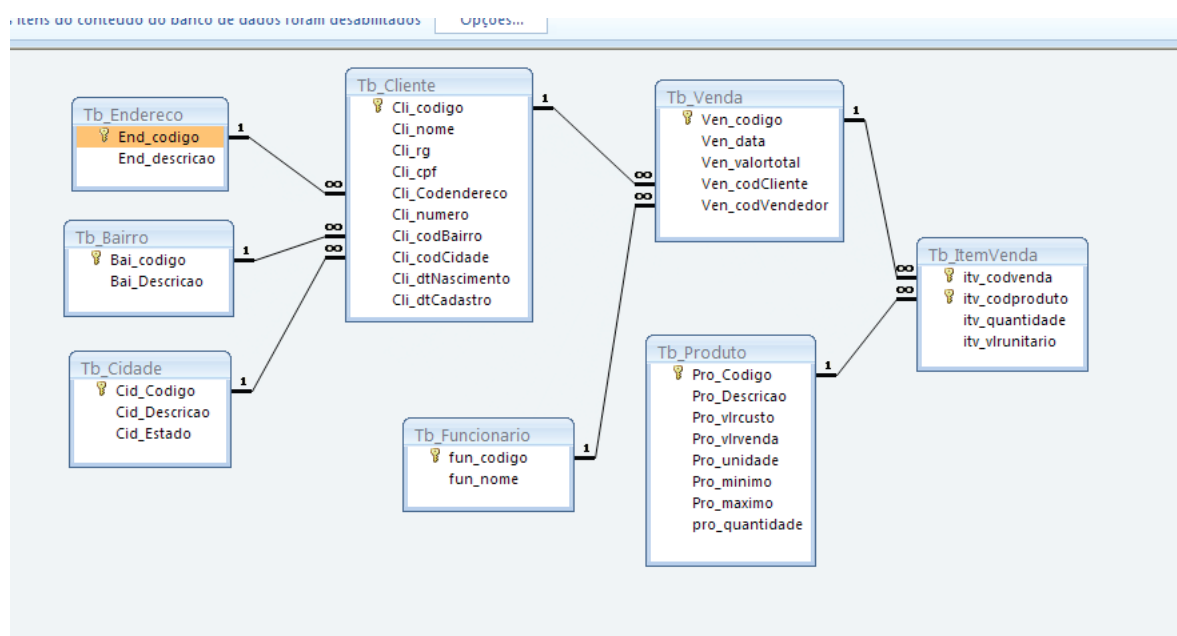 itens do conteúdo do banco de dados foram desabilitados Opções...
Tb_Endereco
End_codigo
End_descricao
Tb_Bairro
Bai_codigo
Bai_Descricao
Tb_Cidade
Cid_Codigo
Cid_Descricao
Cid_Estado
Tb_Cliente
Cli_codigo
Cli_nome
Cli_rg
Cli_cpf
Cli_Codendereco
Cli_numero
Cli_codBairro
Cli_codCidade
Cli_dtNascimento
Cli_dtCadastro
Tb_Funcionario
fun_codigo
fun_nome
Tb_Venda
Ven_codigo
Ven_data
Ven_valortotal
Ven_codCliente
Ven_codVendedor
Tb_Produto
Pro_Codigo
Pro_Descricao
Pro_vlrcusto
Pro_vlrvenda
Pro_unidade
Pro_minimo
Pro_maximo
pro_quantidade
Tb_ItemVenda
itv_codvenda
itv_codproduto
itv_quantidade
itv_vlrunitario
1
∞
1
∞
1
∞
1
∞
1
∞
1
∞
1
∞